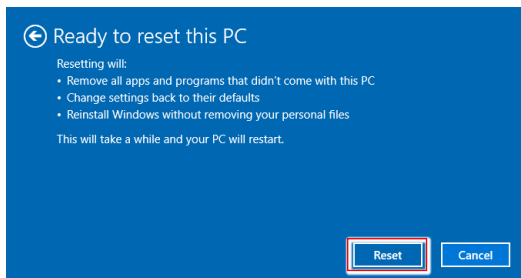 Ready to reset this PC
Resetting will:
• Remove all apps and programs that didn't come with this PC
• Change settings back to their defaults
• Reinstall Windows without removing your personal files
This will take a while and your PC will restart.
Reset
Cancel